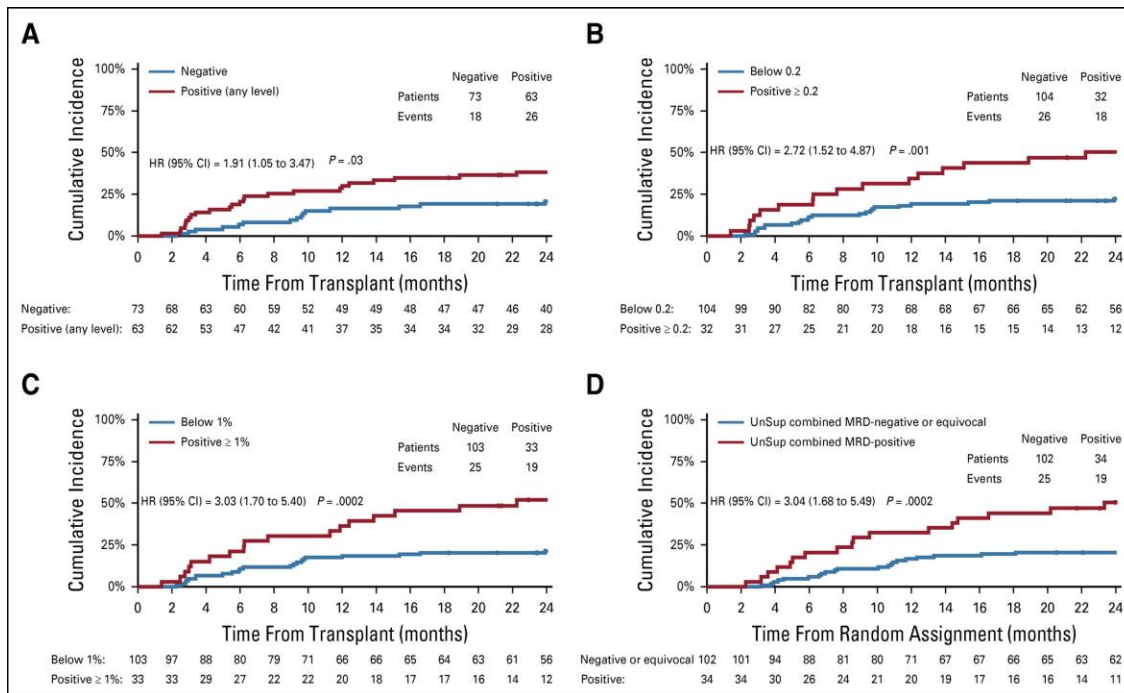 A
Cumulative Incidence
100%
75%
50%
25%
0%
Negative
Positive (any level)
Negative Positive
Patients 73 63
Events 18 26
HR (95% CI) = 1.91 (1.05 to 3.47) P = .03
0 2 4 6 8 10 12 14 16 18 20 22 24
Time From Transplant (months)
Negative: 73 68 63 60 59 52 49 49 48 47 47 46 40
Positive (any level): 63 62 53 47 42 41 37 35 34 34 32 29 28
B
Cumulative Incidence
100%
75%
50%
25%
0%
Below 0.2
Positive ≥ 0.2
Negative Positive
Patients 104 32
Events 26 18
HR (95% CI) = 2.72 (1.52 to 4.87) P = .001
0 2 4 6 8 10 12 14 16 18 20 22 24
Time From Transplant (months)
Below 0.2: 104 99 90 82 80 73 68 68 67 66 65 62 56
Positive ≥ 0.2: 32 31 27 25 21 20 18 16 15 15 14 13 12
C
Cumulative Incidence
100%
75%
50%
25%
0%
Below 1%
Positive ≥ 1%
Negative Positive
Patients 103 33
Events 25 19
HR (95% CI) = 3.03 (1.70 to 5.40) P = .0002
0 2 4 6 8 10 12 14 16 18 20 22 24
Time From Transplant (months)
Below 1%: 103 97 88 80 79 71 66 66 65 64 63 61 56
Positive ≥ 1%: 33 33 29 27 22 22 20 18 17 17 16 14 12
D
Cumulative Incidence
100%
75%
50%
25%
0%
UnSup combined MRD-negative or equivocal
UnSup combined MRD-positive
Negative Positive
Patients 102 34
Events 25 19
HR (95% CI) = 3.04 (1.68 to 5.49) P = .0002
0 2 4 6 8 10 12 14 16 18 20 22 24
Time From Random Assignment (months)
Negative or equivocal 102 101 94 88 81 80 71 67 67 66 65 63 62
Positive: 34 34 30 26 24 21 20 19 17 16 16 14 11